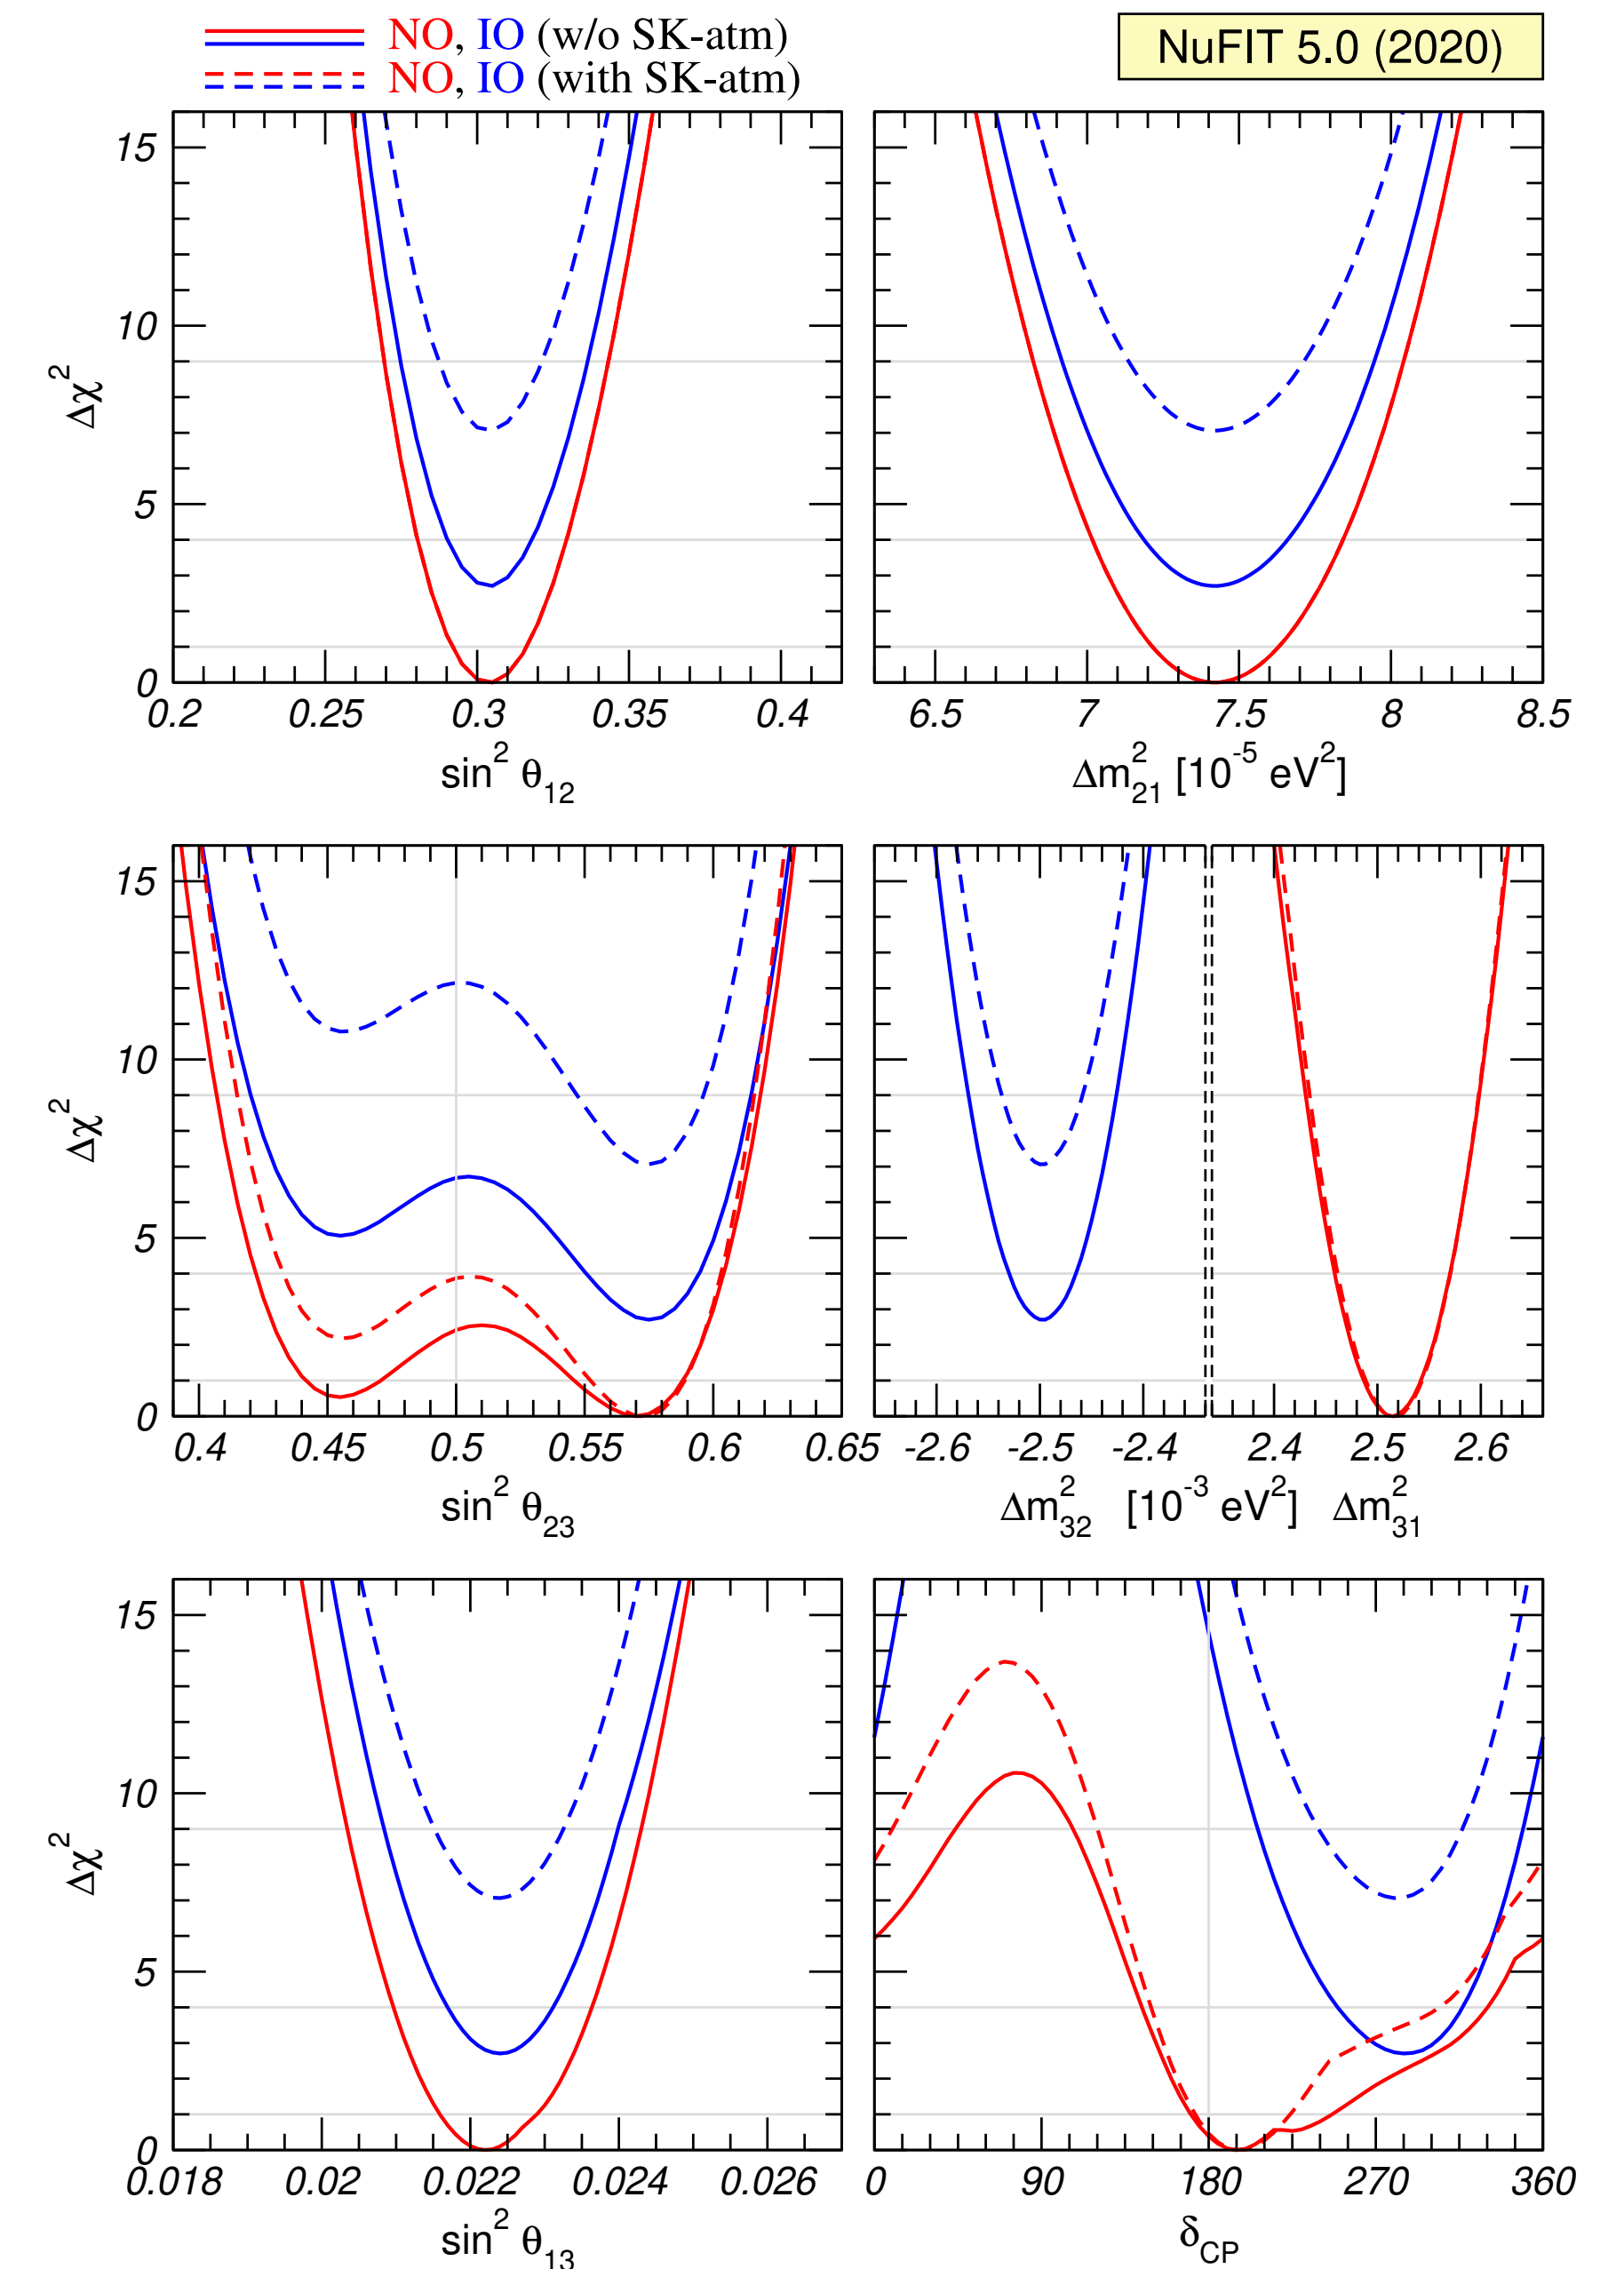 NO, IO (w/o SK-atm)
NO, IO (with SK-atm)
NuFIT 5.0 (2020)
15
10
5
0
Δχ²
0.2 0.25 0.3 0.35 0.4
sin² θ₁₂
6.5 7 7.5 8 8.5
Δm²₂₁ [10⁻⁵ eV²]
15
10
5
0
Δχ²
0.4 0.45 0.5 0.55 0.6 0.65
sin² θ₂₃
-2.6 -2.5 -2.4 2.4 2.5 2.6
Δm²₃₂ [10⁻³ eV²] Δm²₃₁
15
10
5
0
Δχ²
0.018 0.02 0.022 0.024 0.026
sin² θ₁₃
0 90 180 270 360
δCP